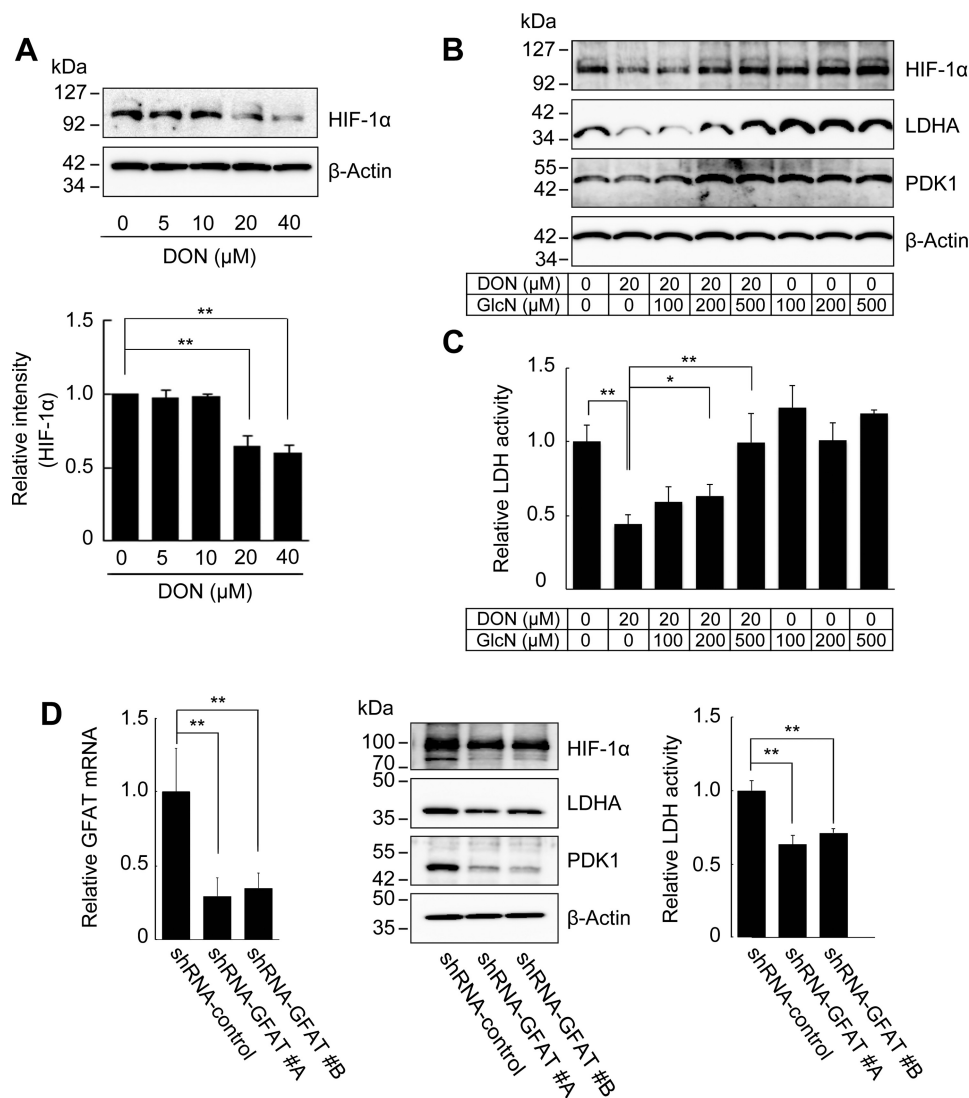 A
kDa
127
92
HIF-1α
42
34
β-Actin
0 5 10 20 40
DON (µM)
Relative intensity
(HIF-1α)
1.5
1.0
0.5
0
**
**
0 5 10 20 40
DON (µM)
B
kDa
127
92
HIF-1α
42
34
LDHA
55
42
PDK1
42
34
β-Actin
DON (µM) 0 20 20 20 20 0 0 0
GlcN (µM) 0 0 100 200 500 100 200 500
C
Relative LDH activity
1.5
1.0
0.5
0
**
**
*
DON (µM) 0 20 20 20 20 0 0 0
GlcN (µM) 0 0 100 200 500 100 200 500
D
Relative GFAT mRNA
1.5
1.0
0.5
0
**
**
shRNA-control
shRNA-GFAT #A
shRNA-GFAT #B
kDa
100
70
HIF-1α
50
35
LDHA
55
42
PDK1
35
β-Actin
shRNA-control
shRNA-GFAT #A
shRNA-GFAT #B
Relative LDH activity
1.5
1.0
0.5
0
**
**
shRNA-control
shRNA-GFAT #A
shRNA-GFAT #B